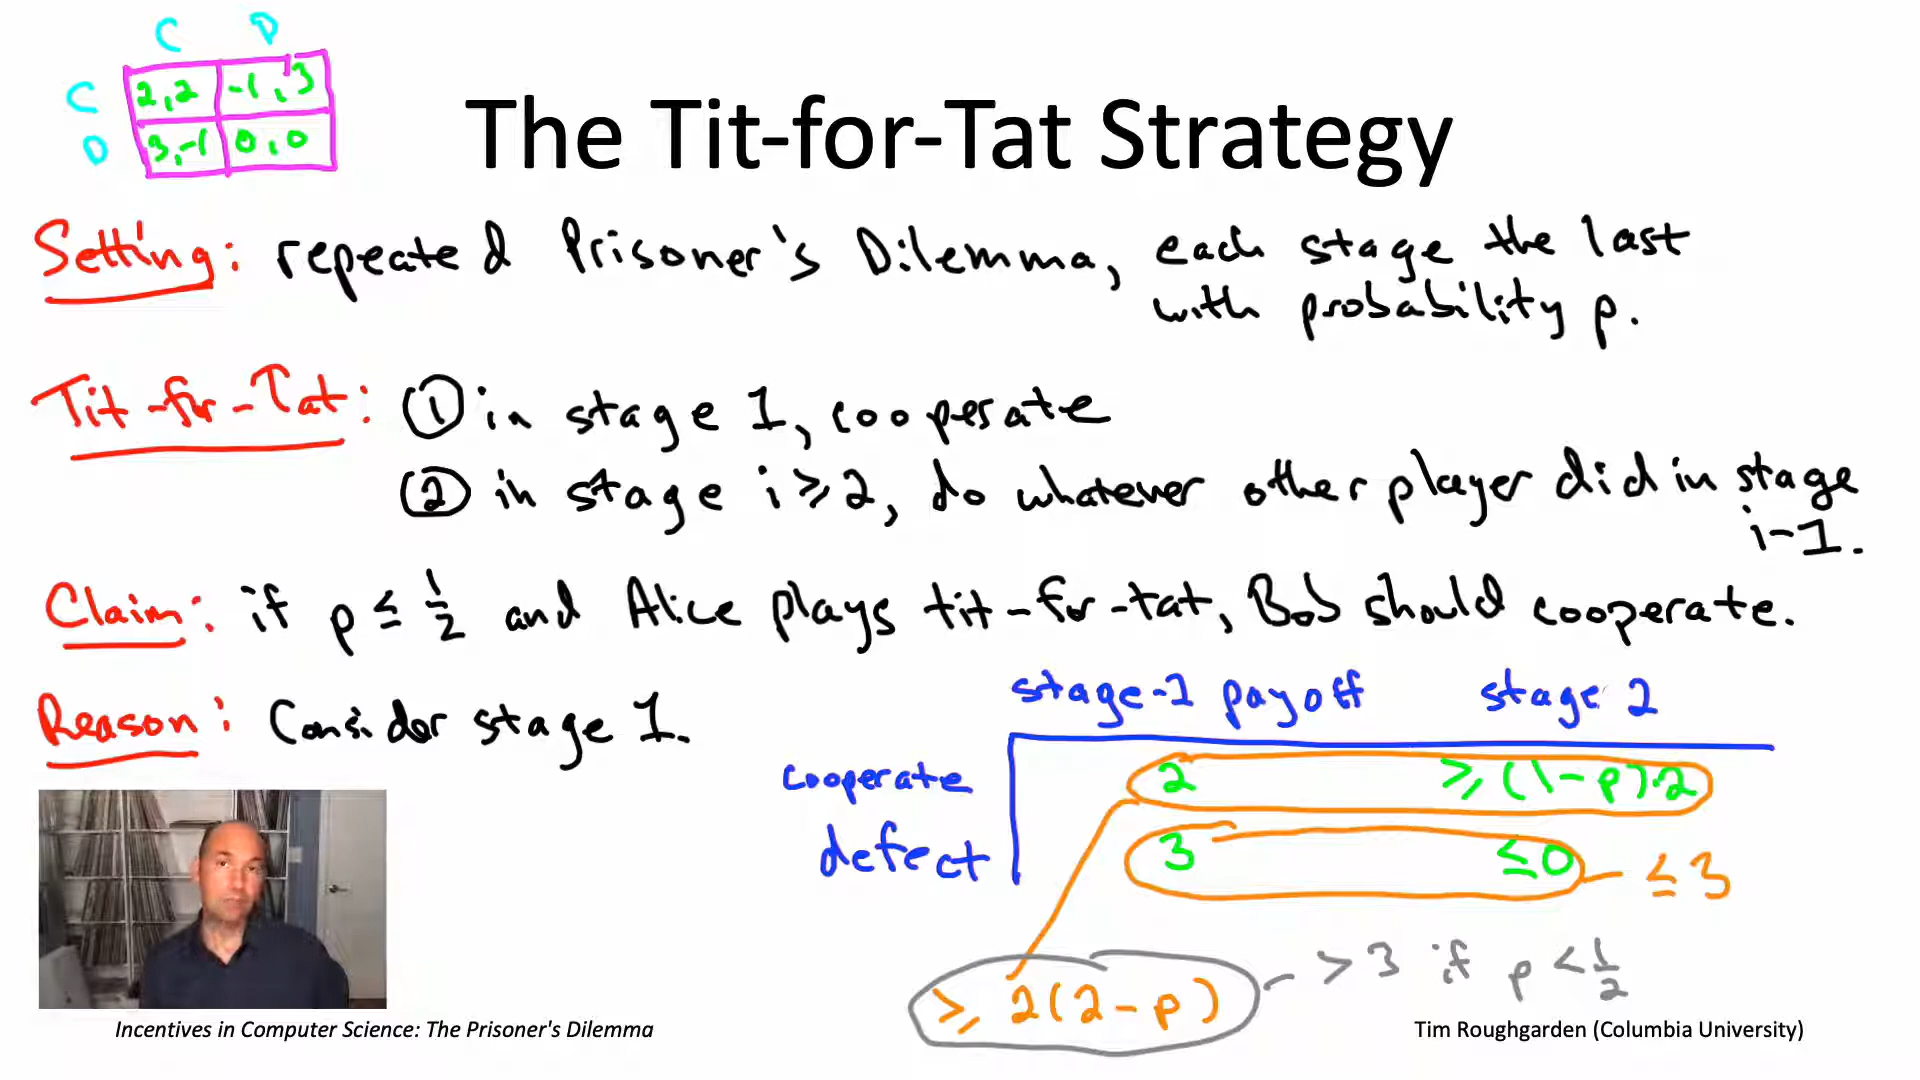 C D
C 2,2 -1,3
D 3,-1 0,0
The Tit-for-Tat Strategy
Setting: repeated Prisoner's Dilemma, each stage the last
with probability p.
Tit-for-Tat: ① in stage 1, cooperate
② in stage i ≥ 2, do whatever other player did in stage
i-1.
Claim: if p ≤ 1/2 and Alice plays tit-for-tat, Bob should cooperate.
Reason: Consider stage 1.
stage-1 payoff stage 2
cooperate 2 ≥ (1-p)·2
defect 3 ≤0 ≤ 3
≥ 2(2-p) > 3 if p < 1/2
Incentives in Computer Science: The Prisoner's Dilemma
Tim Roughgarden (Columbia University)